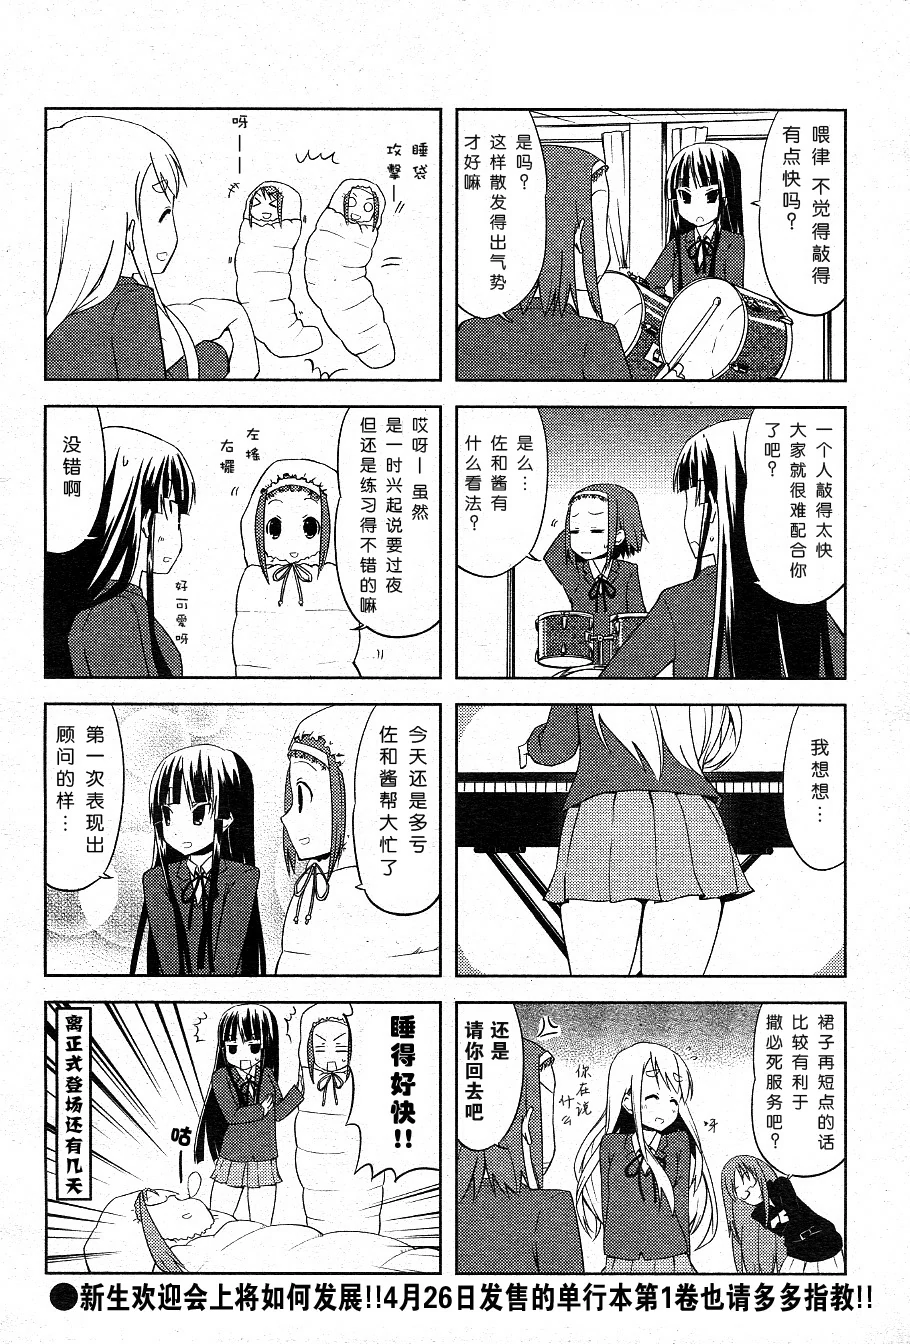 喂律 不觉得敲得
有点快吗?
是吗?
这样散发得出气势
才好嘛
一个人敲得太快
大家就很难配合你
了吧?
是么…
佐和酱有
什么看法?
我想想…
裙子再短点的话
比较有利于
撒必死服务吧?
呀
你在说
什么
还是
请你回去吧
睡袋
攻擊—
呀——
哎呀—虽然
是一时兴起说要过夜
但还是练习得不错的嘛
左搖
右擺
好可愛呀
没错啊
今天还是多亏
佐和酱帮大忙了
第一次表现出
顾问的样…
睡得好快!!
咕—
离正式登场还有几天
●新生欢迎会上将如何发展!!4月26日发售的单行本第1卷也请多多指教!!